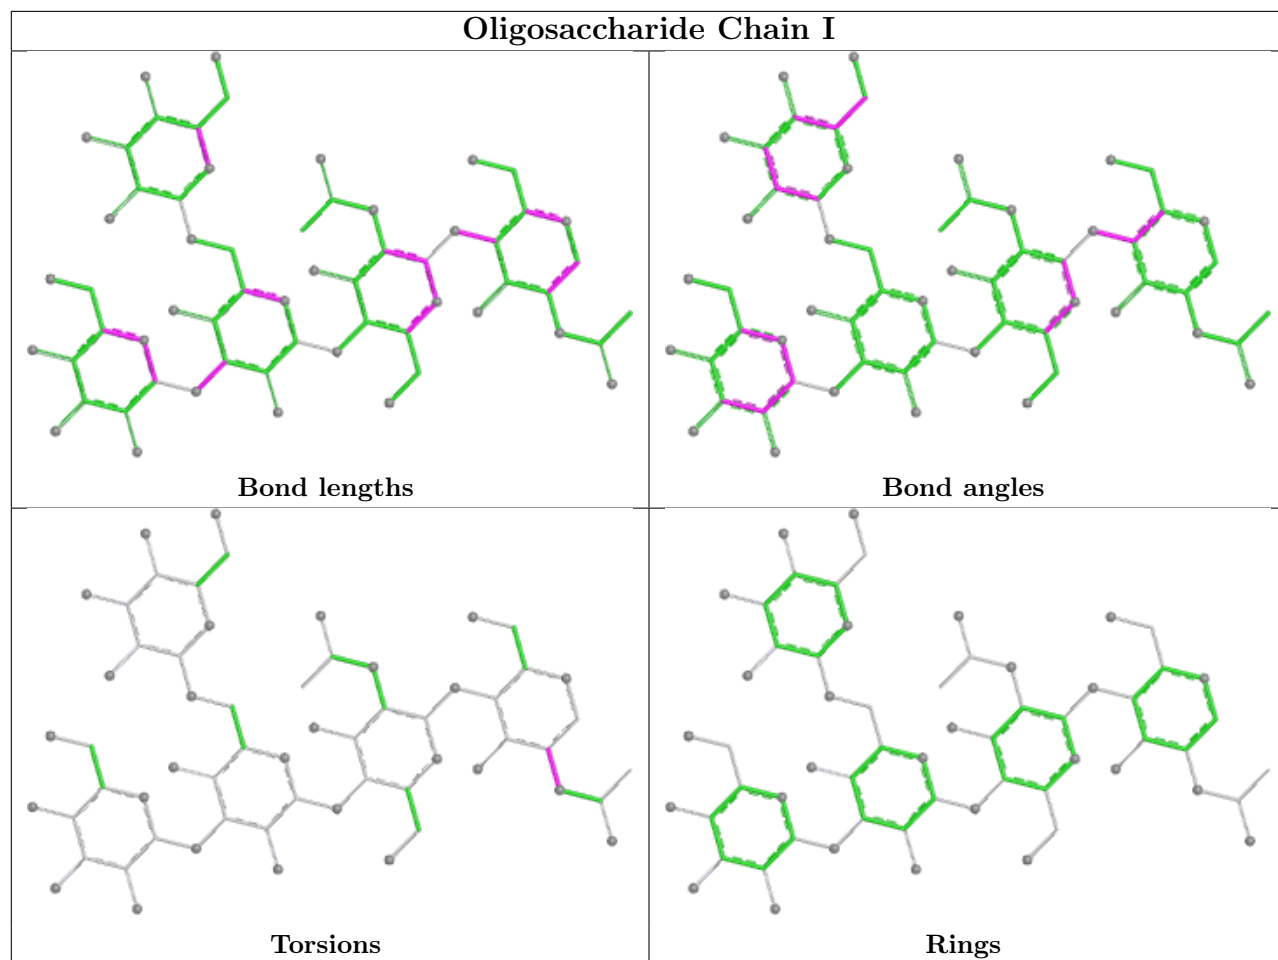 Oligosaccharide Chain I
Bond lengths
Bond angles
Torsions
Rings